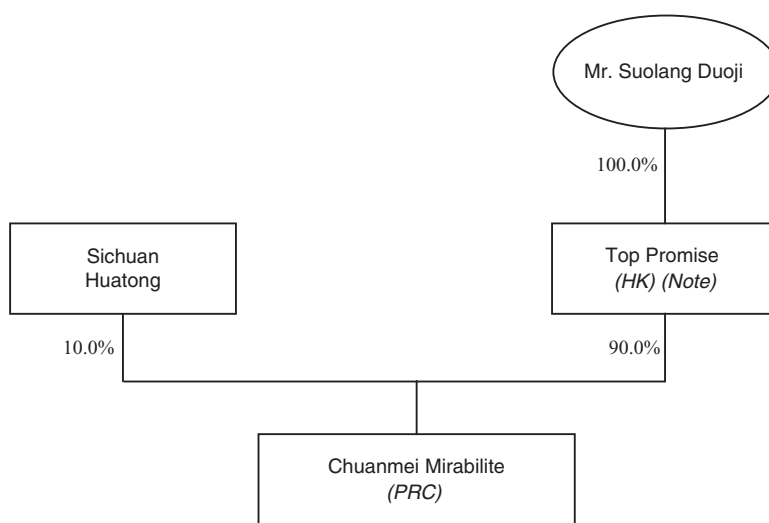 Mr. Suolang Duoji
100.0%
Sichuan
Huatong
Top Promise
(HK) (Note)
10.0%
90.0%
Chuanmei Mirabilite
(PRC)